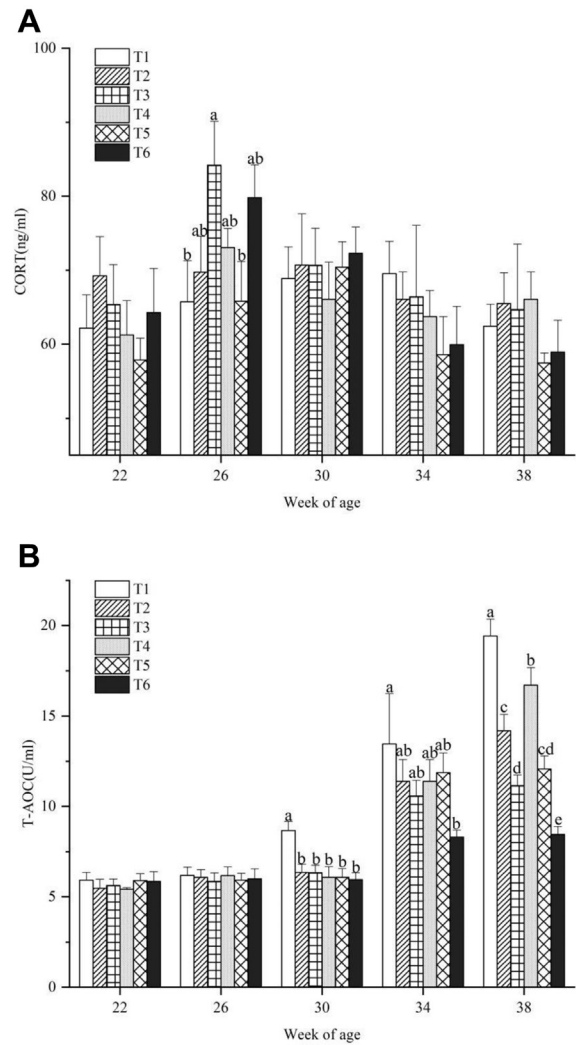 A
100
80
60
CORT(ng/ml)
T1
T2
T3
T4
T5
T6
b
ab
a
ab
b
ab
22
26
30
34
38
Week of age
B
20
15
10
5
0
T-AOC(U/ml)
T1
T2
T3
T4
T5
T6
a
b
b
b
b
b
a
ab
ab
ab
ab
b
a
c
d
b
cd
e
22
26
30
34
38
Week of age